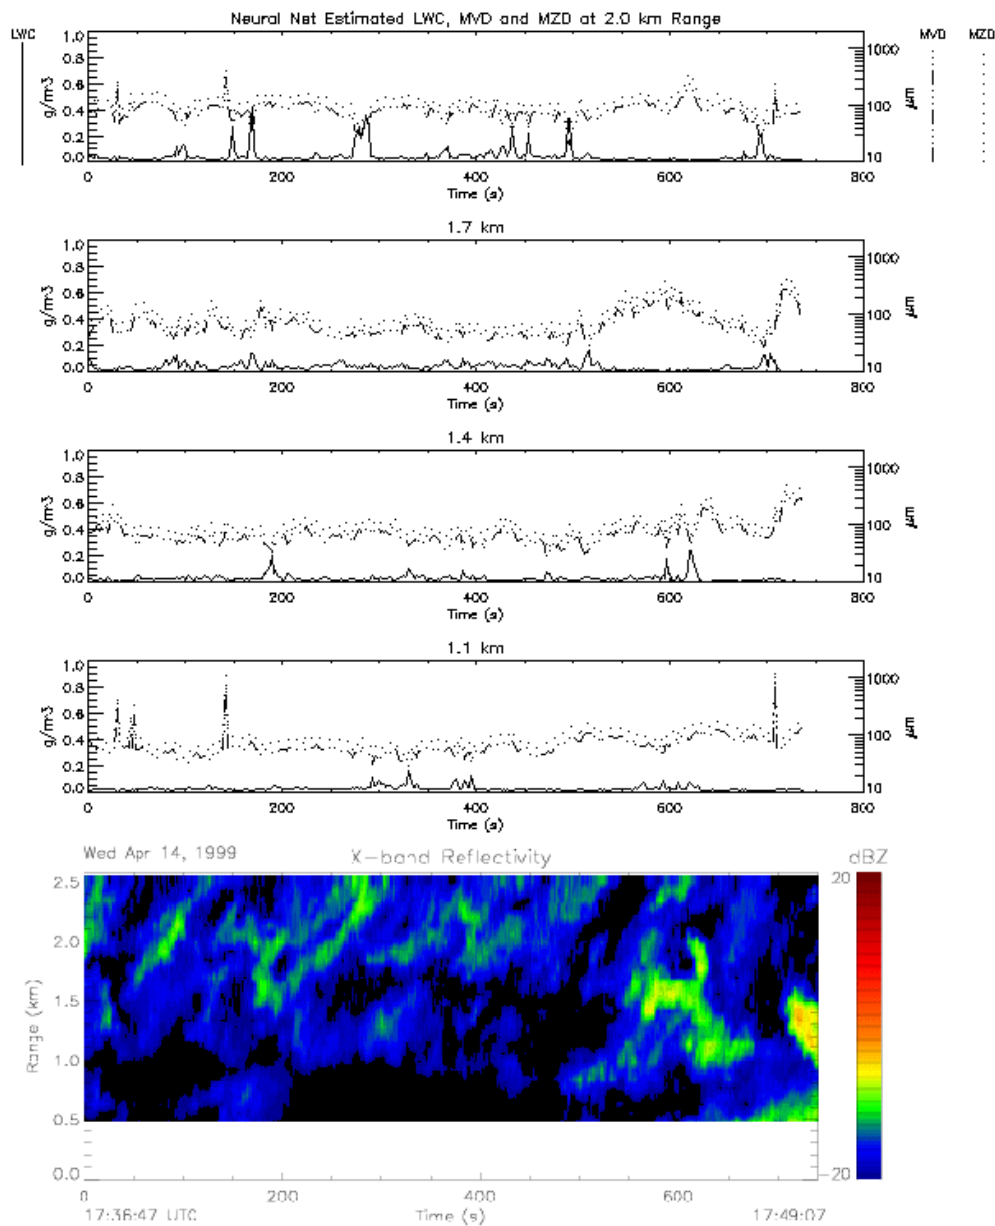 Neural Net Estimated LWC, MVD and MZD at 2.0 km Range
LWC
MVD MZD
1.0
0.8
0.6
0.4
0.2
0.0
g/m3
1000
100
10
μm
0 200 400 600 800
Time (s)
1.7 km
1.0
0.8
0.6
0.4
0.2
0.0
g/m3
1000
100
10
μm
0 200 400 600 800
Time (s)
1.4 km
1.0
0.8
0.6
0.4
0.2
0.0
g/m3
1000
100
10
μm
0 200 400 600 800
Time (s)
1.1 km
1.0
0.8
0.6
0.4
0.2
0.0
g/m3
1000
100
10
μm
0 200 400 600 800
Time (s)
Wed Apr 14, 1999 X-band Reflectivity dBZ
2.5
2.0
1.5
1.0
0.5
0.0
Range (km)
20
-20
0 200 400 600
17:36:47 UTC Time (s) 17:49:07